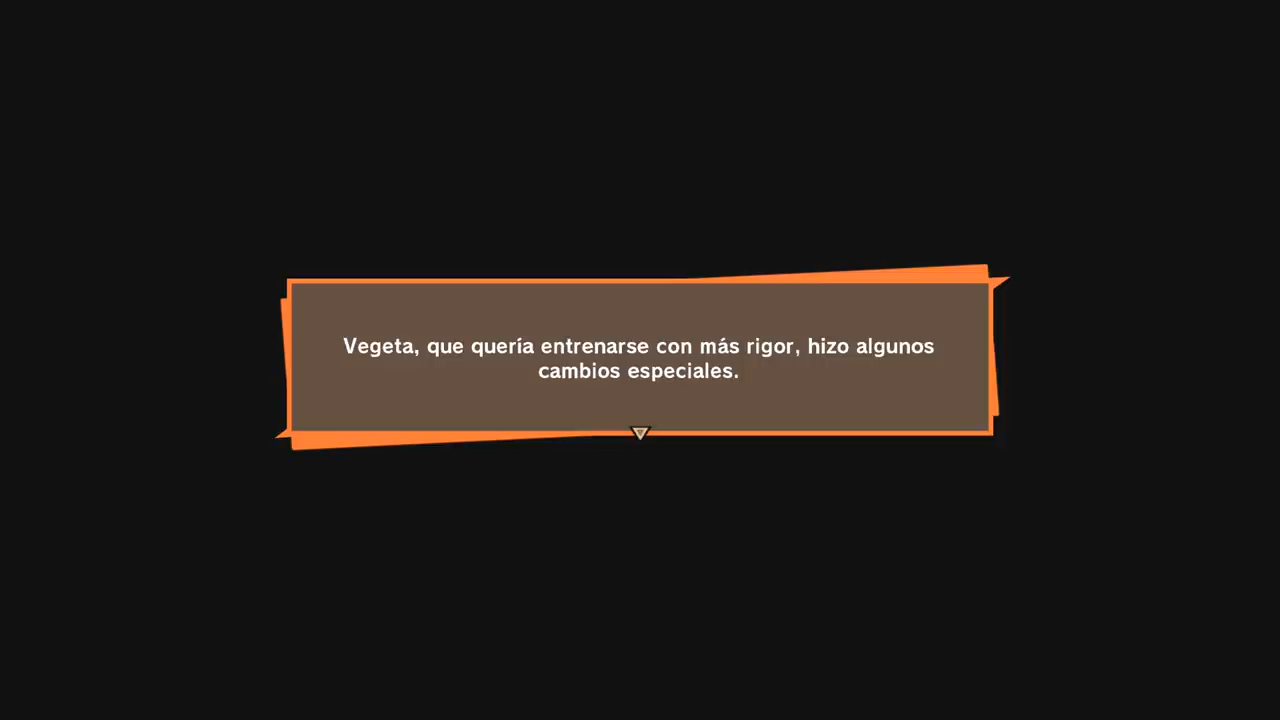 Vegeta, que quería entrenarse con más rigor, hizo algunos
cambios especiales.